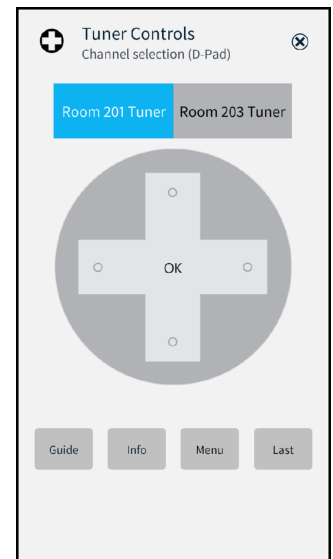 Tuner Controls
Channel selection (D-Pad)
Room 201 Tuner Room 203 Tuner
OK
Guide Info Menu Last